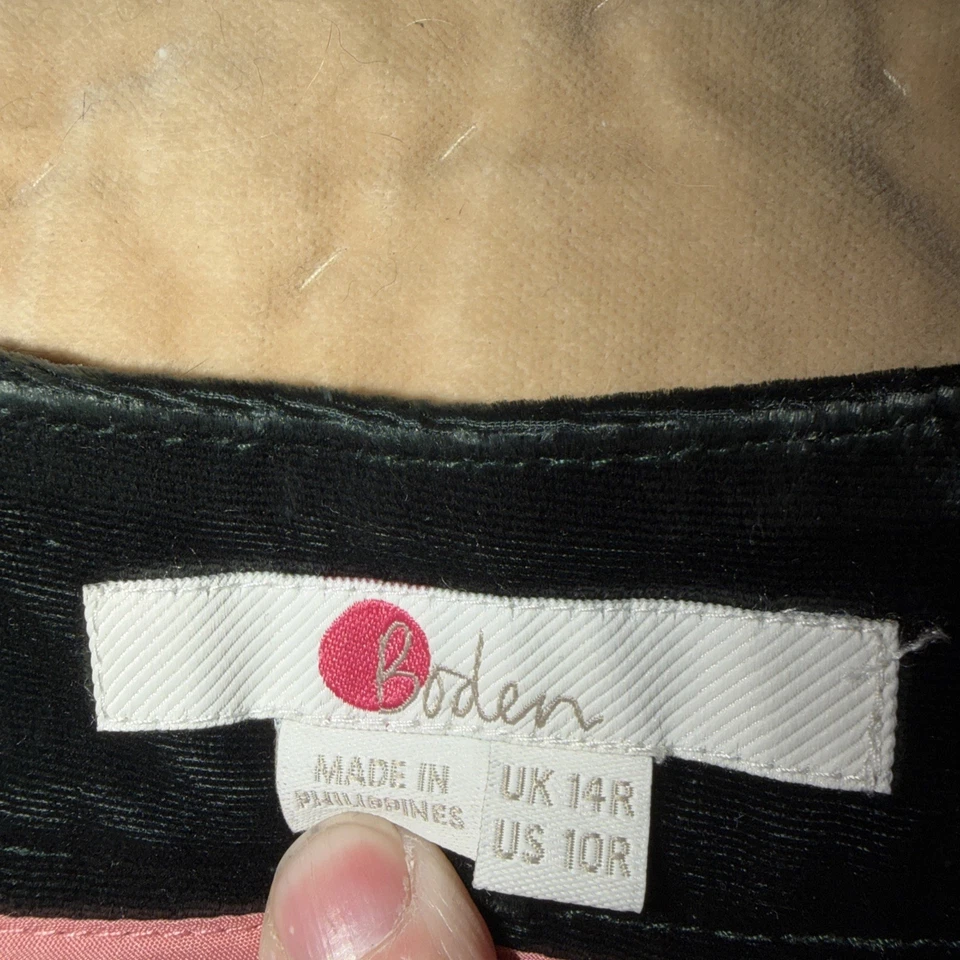 Boden
MADE IN
PHILIPPINES
UK 14R
US 10R